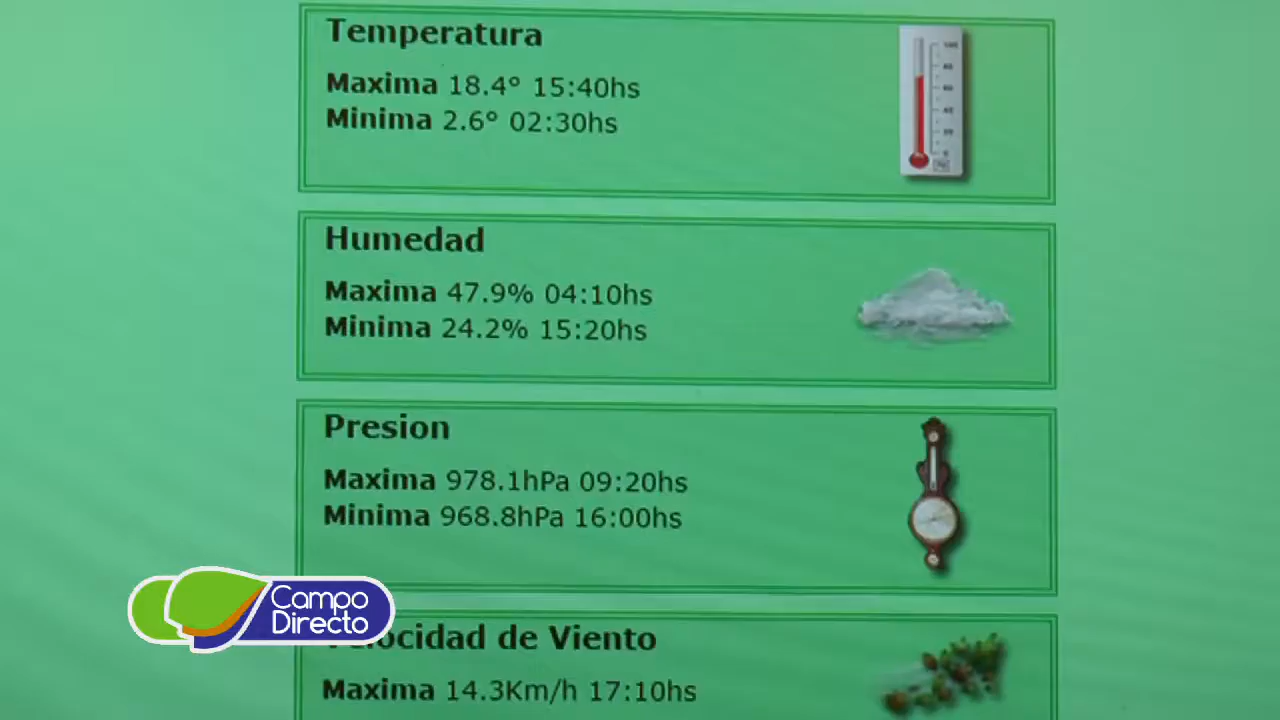 Temperatura
Maxima 18.4° 15:40hs
Minima 2.6° 02:30hs
Humedad
Maxima 47.9% 04:10hs
Minima 24.2% 15:20hs
Presion
Maxima 978.1hPa 09:20hs
Minima 968.8hPa 16:00hs
Campo
Directo
Velocidad de Viento
Maxima 14.3Km/h 17:10hs